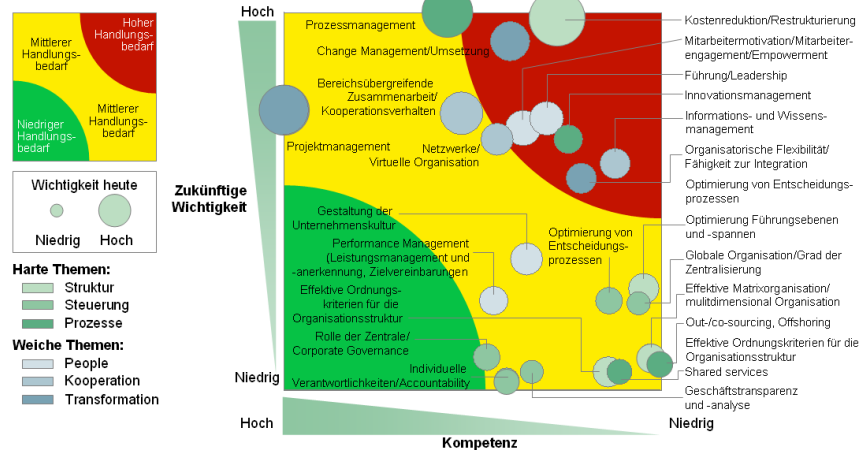 Hoher
Handlungs-
bedarf
Mittlerer
Handlungs-
bedarf
Niedriger
Handlungs-
bedarf
Mittlerer
Handlungs-
bedarf
Wichtigkeit heute
Niedrig
Hoch
Harte Themen:
Struktur
Steuerung
Prozesse
Weiche Themen:
People
Kooperation
Transformation
Hoch
Zukünftige
Wichtigkeit
Niedrig
Prozessmanagement
Change Management/Umsetzung
Bereichsübergreifende
Zusammenarbeit/
Kooperationsverhalten
Projektmanagement
Netzwerke/
Virtuelle Organisation
Gestaltung der
Unternehmenskultur
Performance Management
(Leistungsmanagement und
-anerkennung, Zielvereinbarungen
Effektive Ordnungs-
kriterien für die
Organisationsstruktur
Rolle der Zentrale/
Corporate Governance
Individuelle
Verantwortlichkeiten/Accountability
Optimierung von
Entscheidungs-
prozessen
Kostenreduktion/Restrukturierung
Mitarbeitermotivation/Mitarbeiter-
engagement/Empowerment
Führung/Leadership
Innovationsmanagement
Informations- und Wissens-
management
Organisatorische Flexibilität/
Fähigkeit zur Integration
Optimierung von Entscheidungs-
prozessen
Optimierung Führungsebenen
und -spannen
Globale Organisation/Grad der
Zentralisierung
Effektive Matrixorganisation/
mulitdimensional Organisation
Out-/co-sourcing, Offshoring
Effektive Ordnungkriterien für die
Organisationsstruktur
Shared services
Geschäftstransparenz
und -analyse
Hoch
Niedrig
Kompetenz